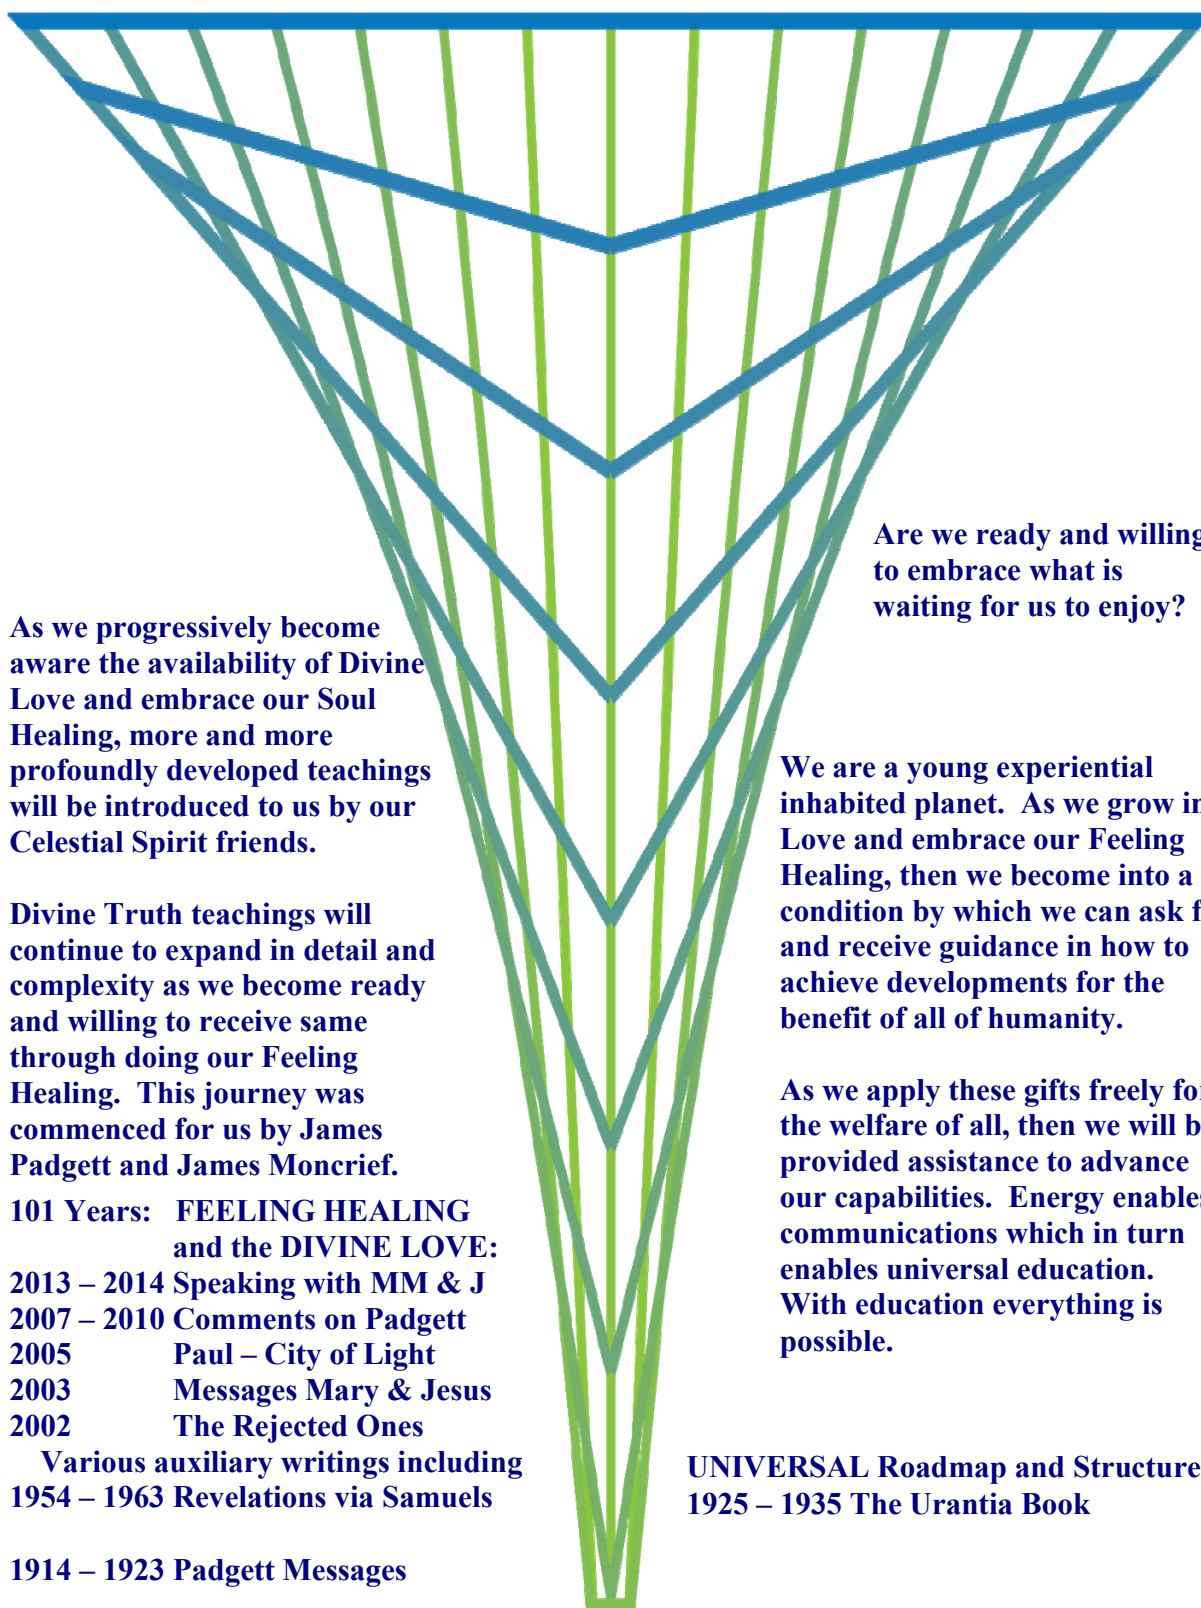 Are we ready and willing
to embrace what is
waiting for us to enjoy?
As we progressively become
aware the availability of Divine
Love and embrace our Soul
Healing, more and more
profoundly developed teachings
will be introduced to us by our
Celestial Spirit friends.
Divine Truth teachings will
continue to expand in detail and
complexity as we become ready
and willing to receive same
through doing our Feeling
Healing.  This journey was
commenced for us by James
Padgett and James Moncrief.
We are a young experiential
inhabited planet.  As we grow in
Love and embrace our Feeling
Healing, then we become into a
condition by which we can ask f
and receive guidance in how to
achieve developments for the
benefit of all of humanity.
As we apply these gifts freely for
the welfare of all, then we will b
provided assistance to advance
our capabilities.  Energy enables
communications which in turn
enables universal education.
With education everything is
possible.
101 Years:   FEELING HEALING
and the DIVINE LOVE:
2013 – 2014 Speaking with MM & J
2007 – 2010 Comments on Padgett
2005 Paul – City of Light
2003 Messages Mary & Jesus
2002 The Rejected Ones
Various auxiliary writings including
1954 – 1963 Revelations via Samuels
1914 – 1923 Padgett Messages
UNIVERSAL Roadmap and Structure
1925 – 1935 The Urantia Book